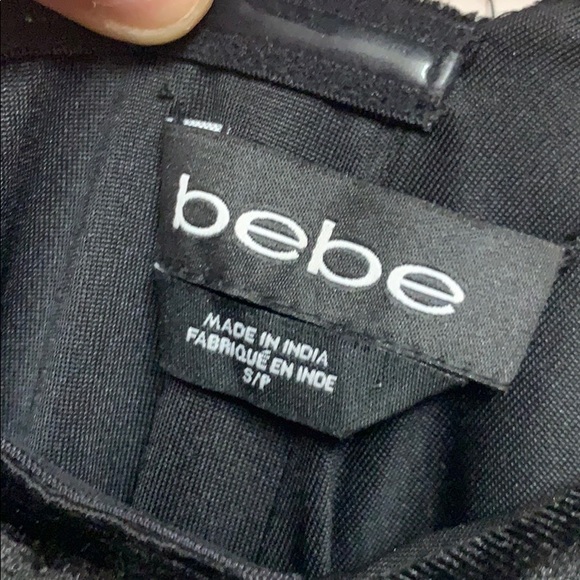 bebe
MADE IN INDIA
FABRIQUÉ EN INDE
S/P